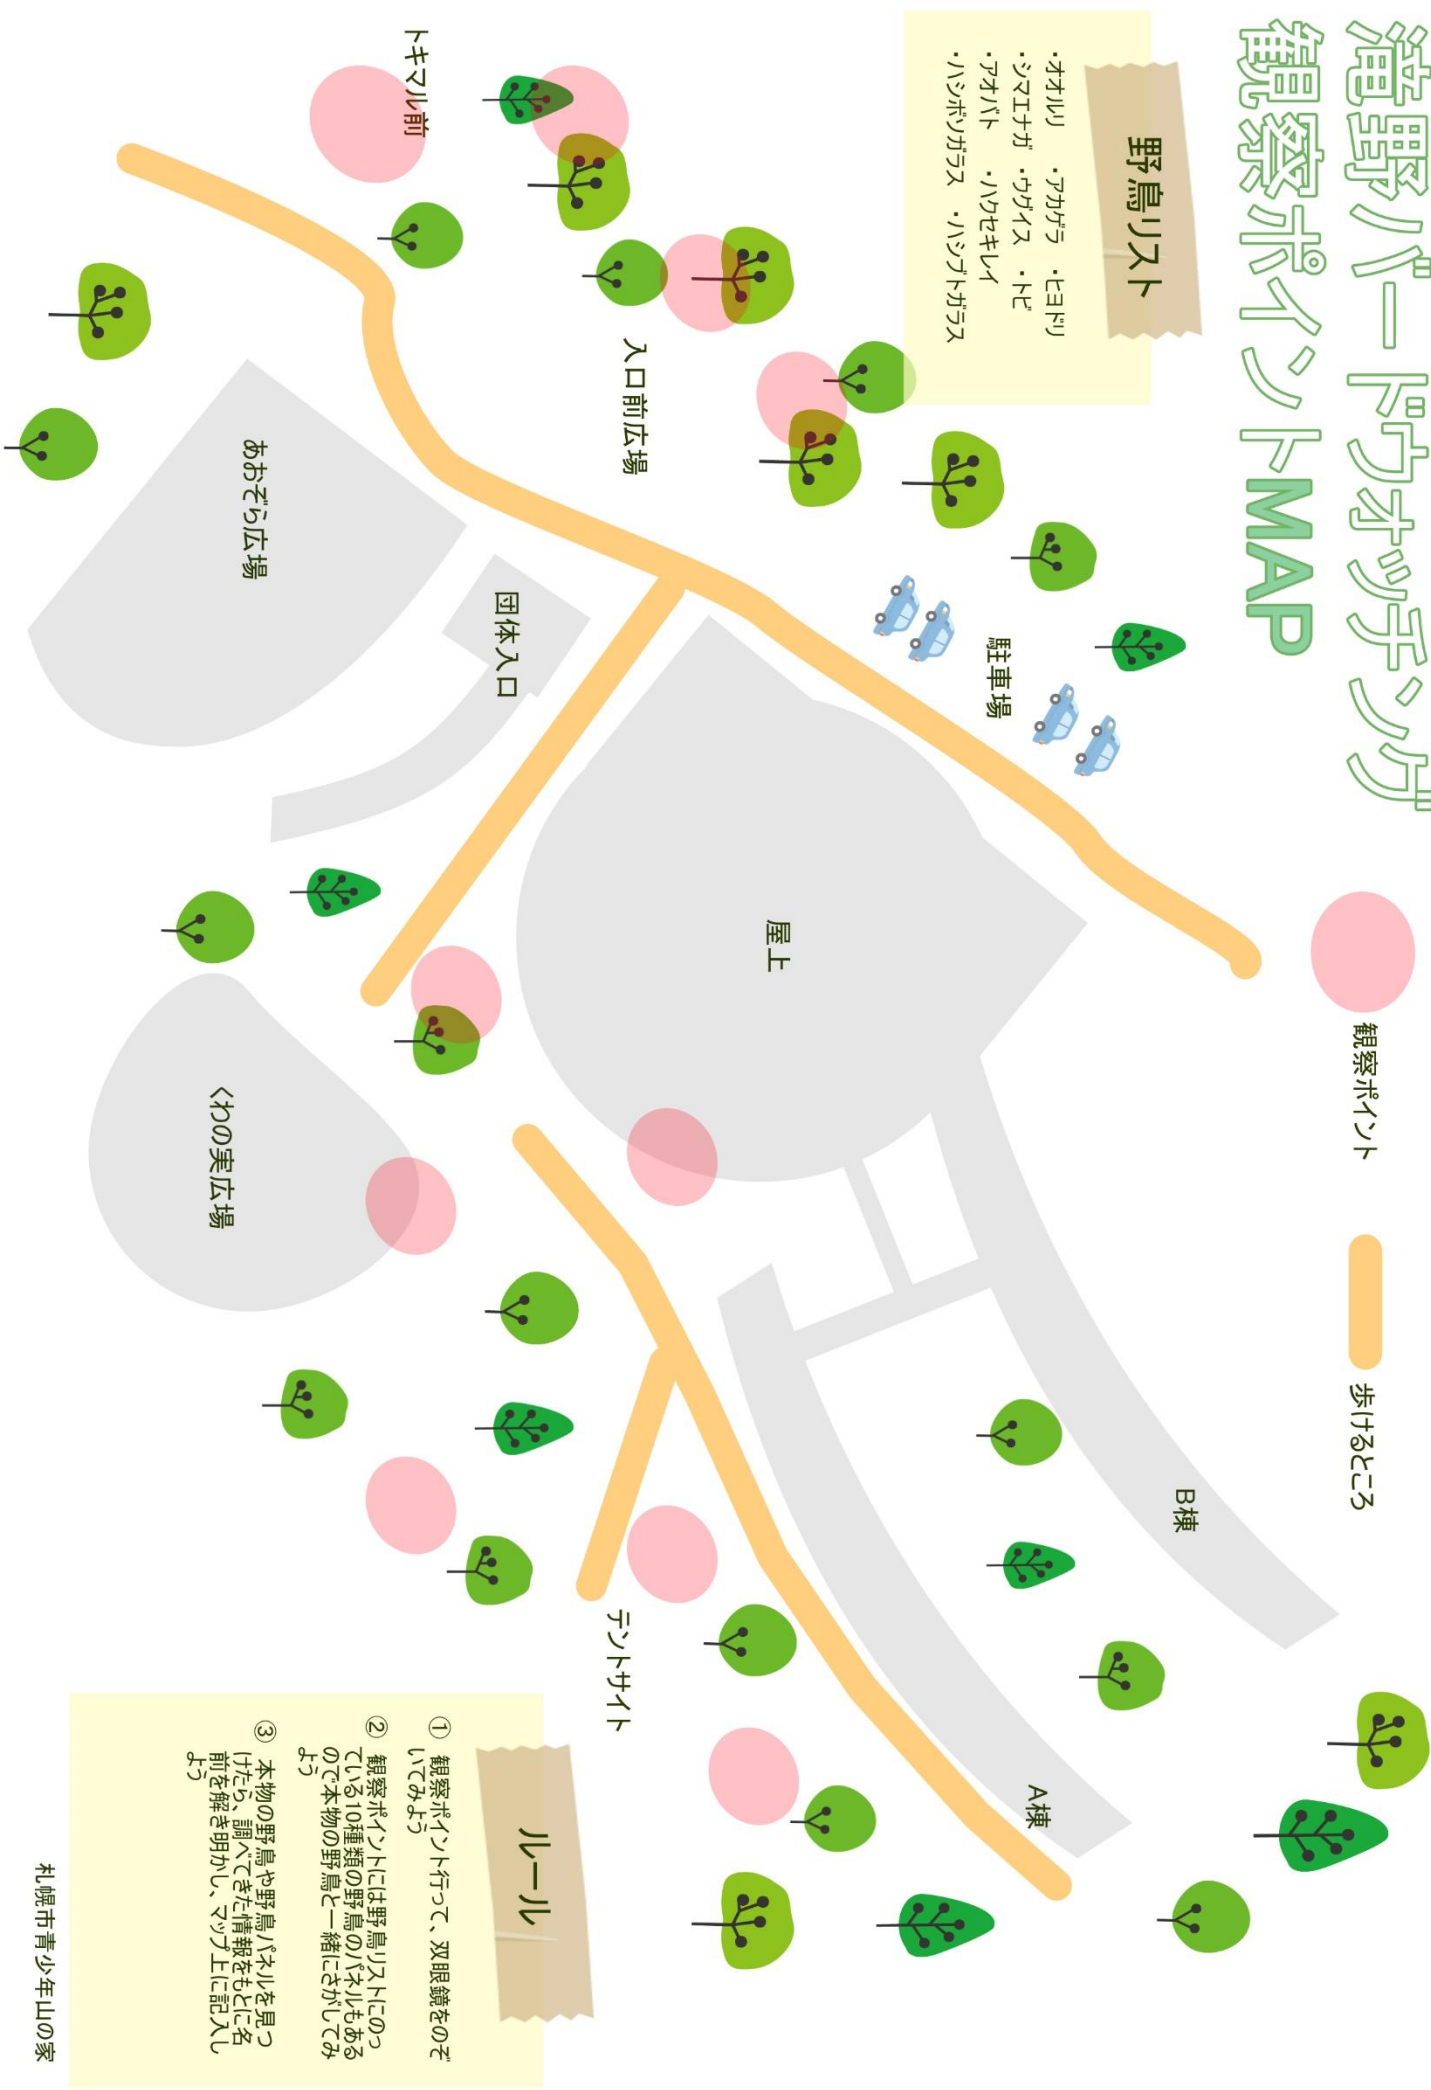 滝野バードウォッチング
観察ポイントMAP
観察ポイント
歩けるところ
野鳥リスト
・オオルリ ・アカゲラ ・ヒヨドリ
・シマエナガ ・ウグイス ・トビ
・アオバト ・ハクセキレイ
・ハシボソガラス ・ハシブトガラス
トキマル前
入口前広場
駐車場
あおぞら広場
団体入口
屋上
くわの実広場
B棟
A棟
テントサイト
ルール
① 観察ポイント行って、双眼鏡をのぞ
いてみよう
② 観察ポイントには野鳥リストにのっ
ている10種類の野鳥のパネルもある
ので本物の野鳥と一緒にさがしてみ
よう
③ 本物の野鳥や野鳥パネルを見つ
けたら、調べてきた情報をもとに名
前を解き明かし、マップ上に記入し
よう
札幌市青少年山の家